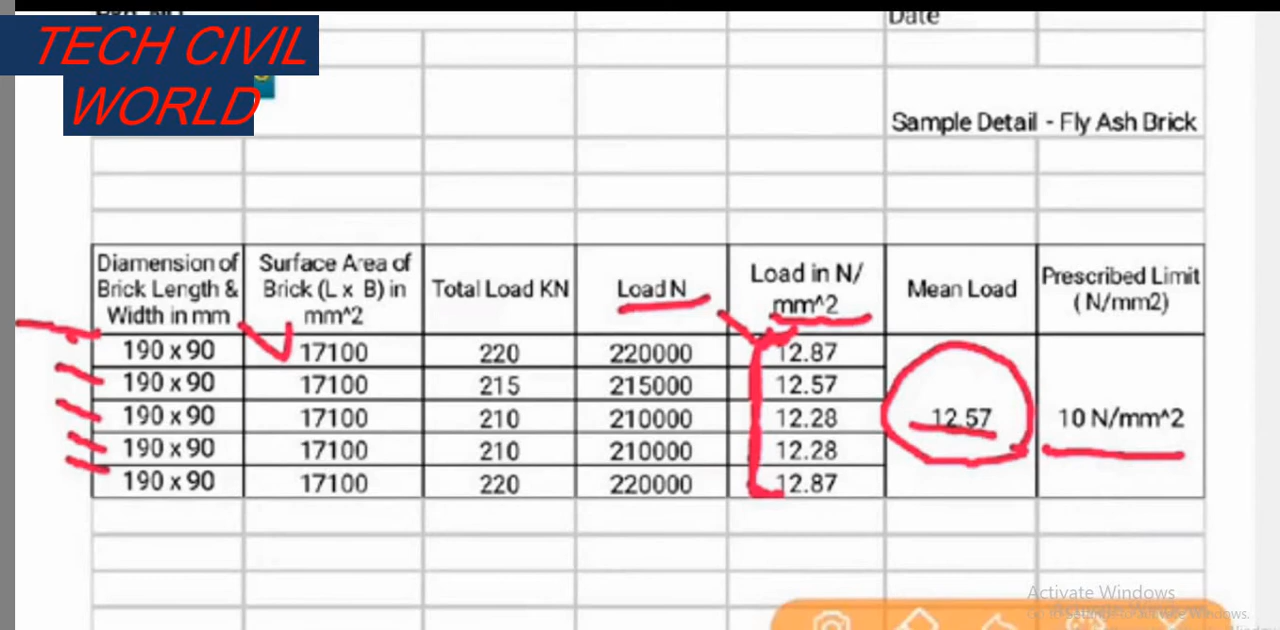 TECH CIVIL
WORLD
Date
Sample Detail - Fly Ash Brick
Diamension of Brick Length & Width in mm
Surface Area of Brick (L x B) in mm^2
Total Load KN
Load N
Load in N/ mm^2
Mean Load
Prescribed Limit ( N/mm2)
190 x 90 17100 220 220000 12.87
190 x 90 17100 215 215000 12.57
190 x 90 17100 210 210000 12.28 12.57 10 N/mm^2
190 x 90 17100 210 210000 12.28
190 x 90 17100 220 220000 12.87
Activate Windows